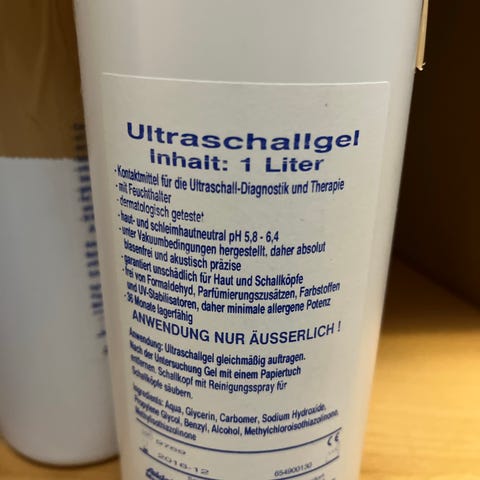 Ultraschallgel
Inhalt: 1 Liter
- Kontaktmittel für die Ultraschall-Diagnostik und Therapie
- mit Feuchthalter
- dermatologisch getestet
- haut- und schleimhautneutral pH 5,8 - 6,4
- unter Vakuumbedingungen hergestellt, daher absolut
blasenfrei und akustisch präzise
- garantiert unschädlich für Haut und Schallköpfe
- frei von Formaldehyd, Parfümierungszusätzen, Farbstoffen
und UV-Stabilisatoren, daher minimale allergene Potenz
- 36 Monate lagerfähig
ANWENDUNG NUR ÄUSSERLICH !
Anwendung: Ultraschallgel gleichmäßig auftragen.
Nach der Untersuchung Gel mit einem Papiertuch
entfernen. Schallkopf mit Reinigungsspray für
Schallköpfe säubern.
Ingredients: Aqua, Glycerin, Carbomer, Sodium Hydroxide,
Propylene Glycol, Benzyl, Alcohol, Methylchloroisothiazolinone,
Methylisothiazolinone
9769 CE
2016-12 654900130